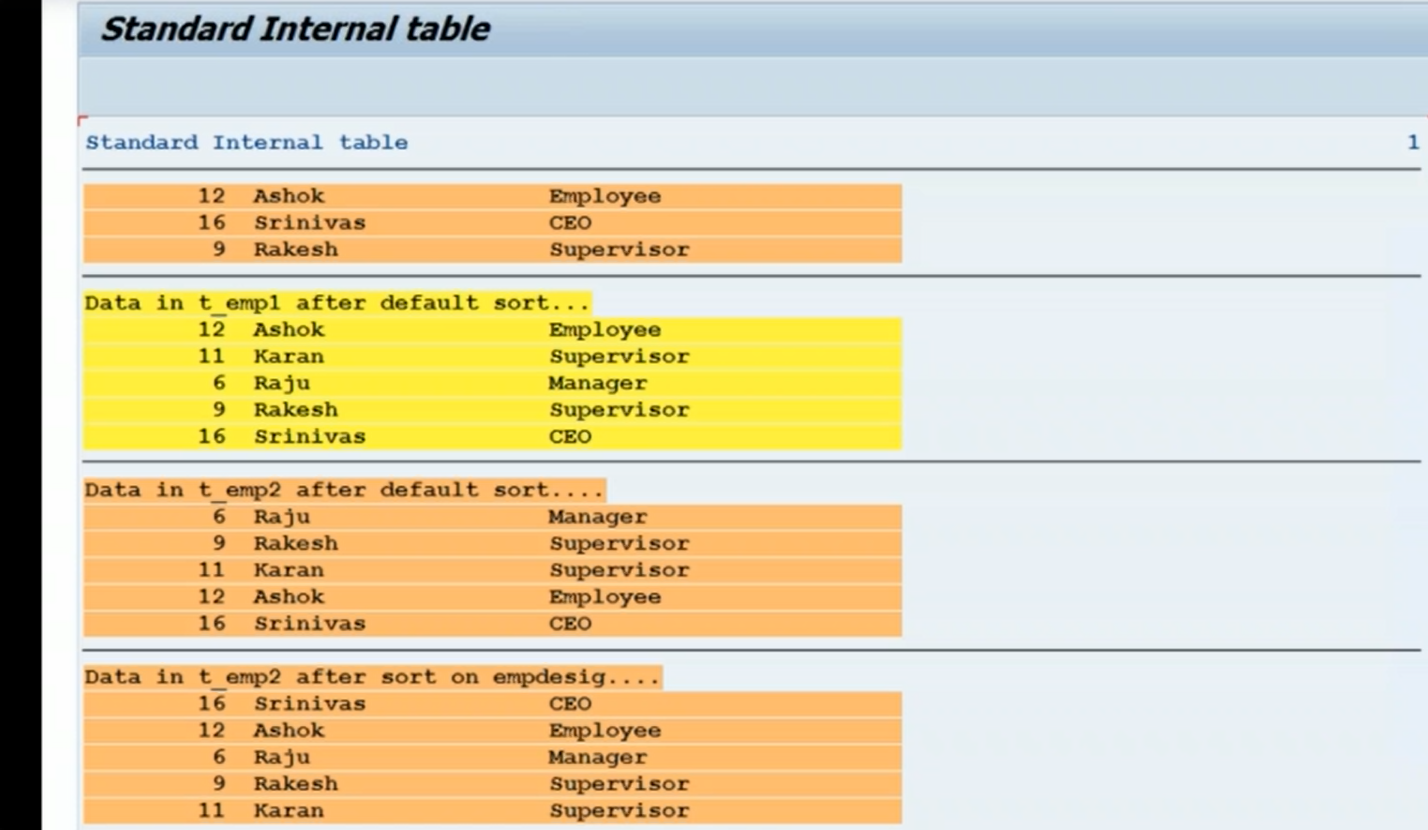 Standard Internal table
Standard Internal table 1
12 Ashok Employee
16 Srinivas CEO
9 Rakesh Supervisor
Data in t_emp1 after default sort...
12 Ashok Employee
11 Karan Supervisor
6 Raju Manager
9 Rakesh Supervisor
16 Srinivas CEO
Data in t_emp2 after default sort....
6 Raju Manager
9 Rakesh Supervisor
11 Karan Supervisor
12 Ashok Employee
16 Srinivas CEO
Data in t_emp2 after sort on empdesig....
16 Srinivas CEO
12 Ashok Employee
6 Raju Manager
9 Rakesh Supervisor
11 Karan Supervisor